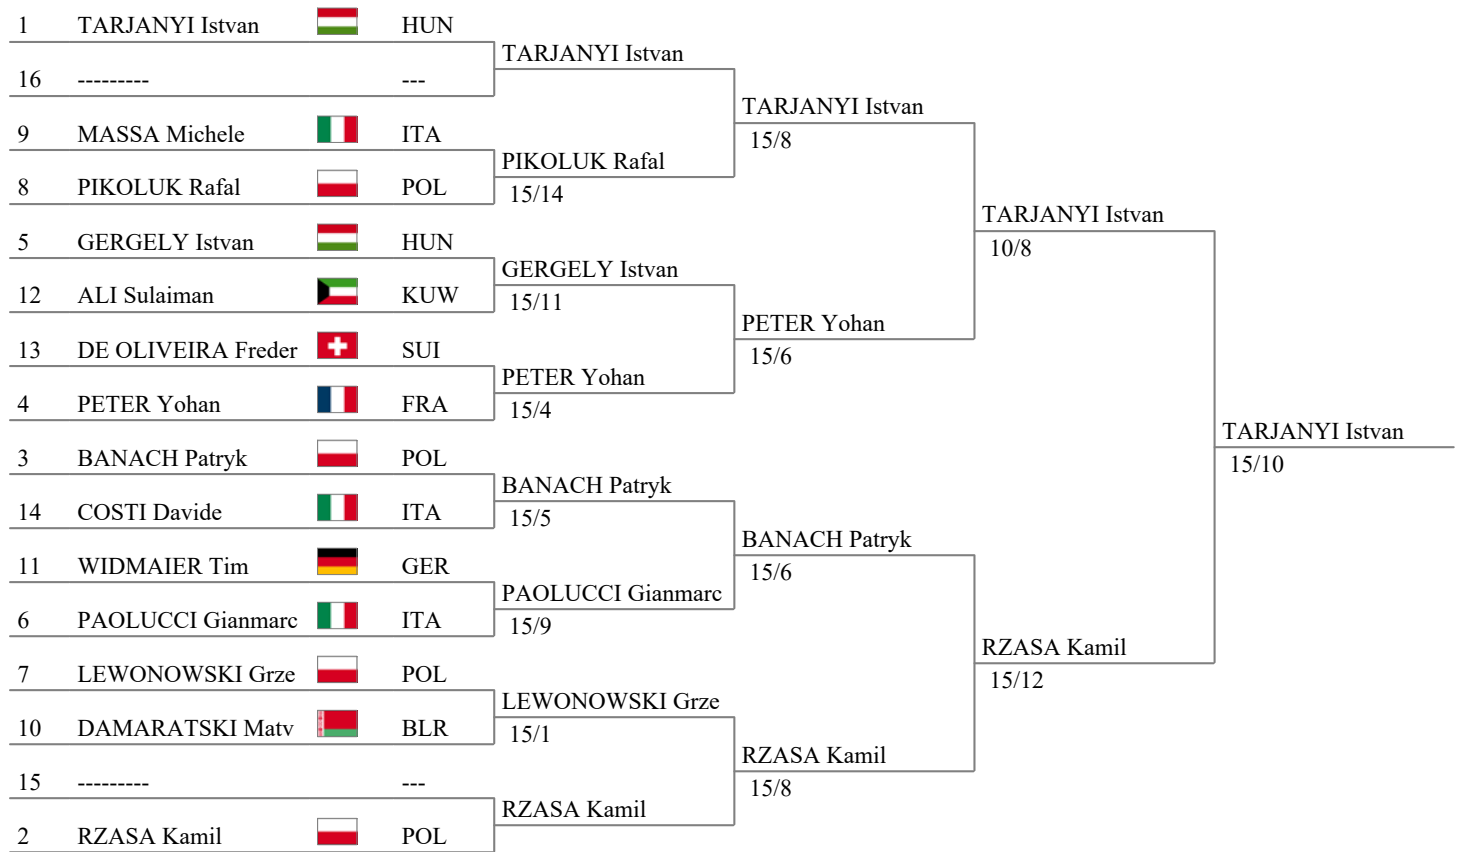 1 TARJANYI Istvan HUN
16 --------- ---
9 MASSA Michele ITA
8 PIKOLUK Rafal POL
5 GERGELY Istvan HUN
12 ALI Sulaiman KUW
13 DE OLIVEIRA Freder SUI
4 PETER Yohan FRA
3 BANACH Patryk POL
14 COSTI Davide ITA
11 WIDMAIER Tim GER
6 PAOLUCCI Gianmarc ITA
7 LEWONOWSKI Grze POL
10 DAMARATSKI Matv BLR
15 --------- ---
2 RZASA Kamil POL
TARJANYI Istvan
PIKOLUK Rafal
15/14
GERGELY Istvan
15/11
PETER Yohan
15/4
BANACH Patryk
15/5
PAOLUCCI Gianmarc
15/9
LEWONOWSKI Grze
15/1
RZASA Kamil
TARJANYI Istvan
15/8
PETER Yohan
15/6
BANACH Patryk
15/6
RZASA Kamil
15/8
TARJANYI Istvan
10/8
RZASA Kamil
15/12
TARJANYI Istvan
15/10